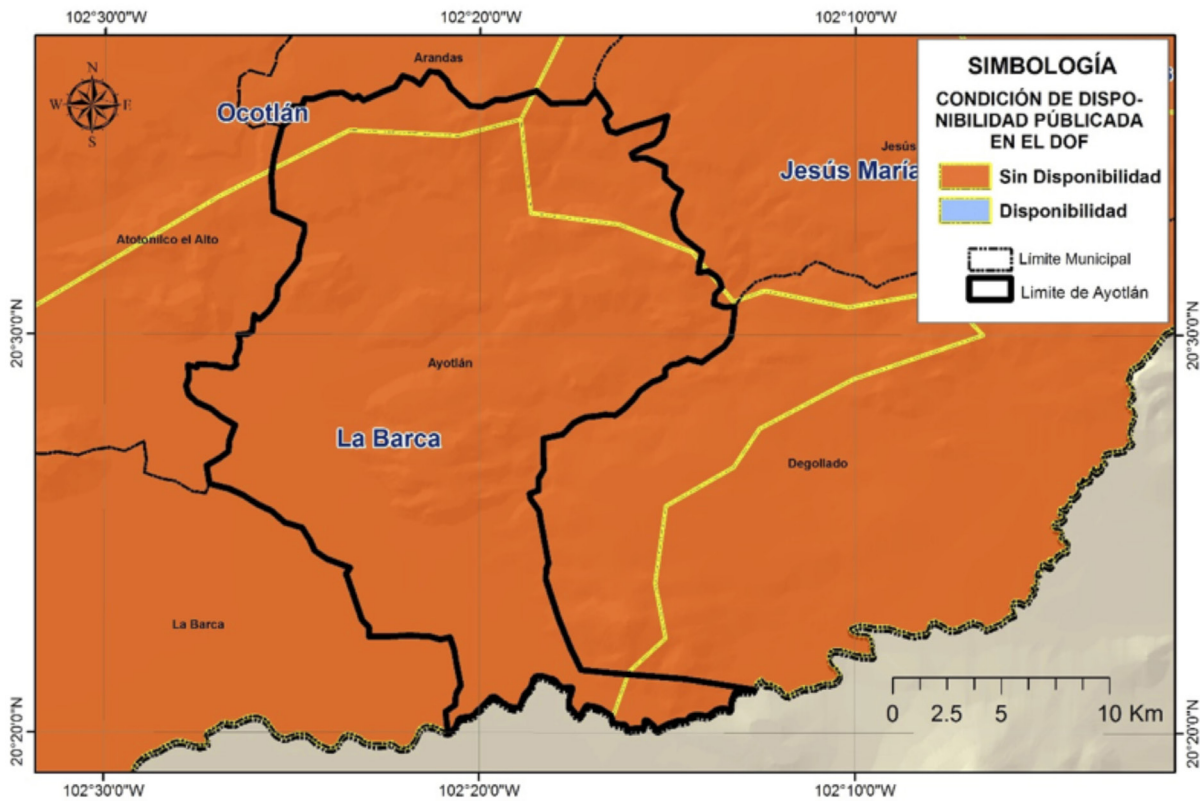 102°30'0"W
102°20'0"W
102°10'0"W
N
W
E
S
Arandas
Ocotlán
Jesús
Jesús María
s
SIMBOLOGÍA
CONDICIÓN DE DISPO-
NIBILIDAD PÚBLICADA
EN EL DOF
Sin Disponibilidad
Disponibilidad
Límite Municipal
Limite de Ayotlán
Atotonilco el Alto
20°30'0"N
20°30'0"N
Ayotlán
La Barca
Degollado
La Barca
0 2.5 5 10 Km
20°20'0"N
20°20'0"N
102°30'0"W
102°20'0"W
102°10'0"W